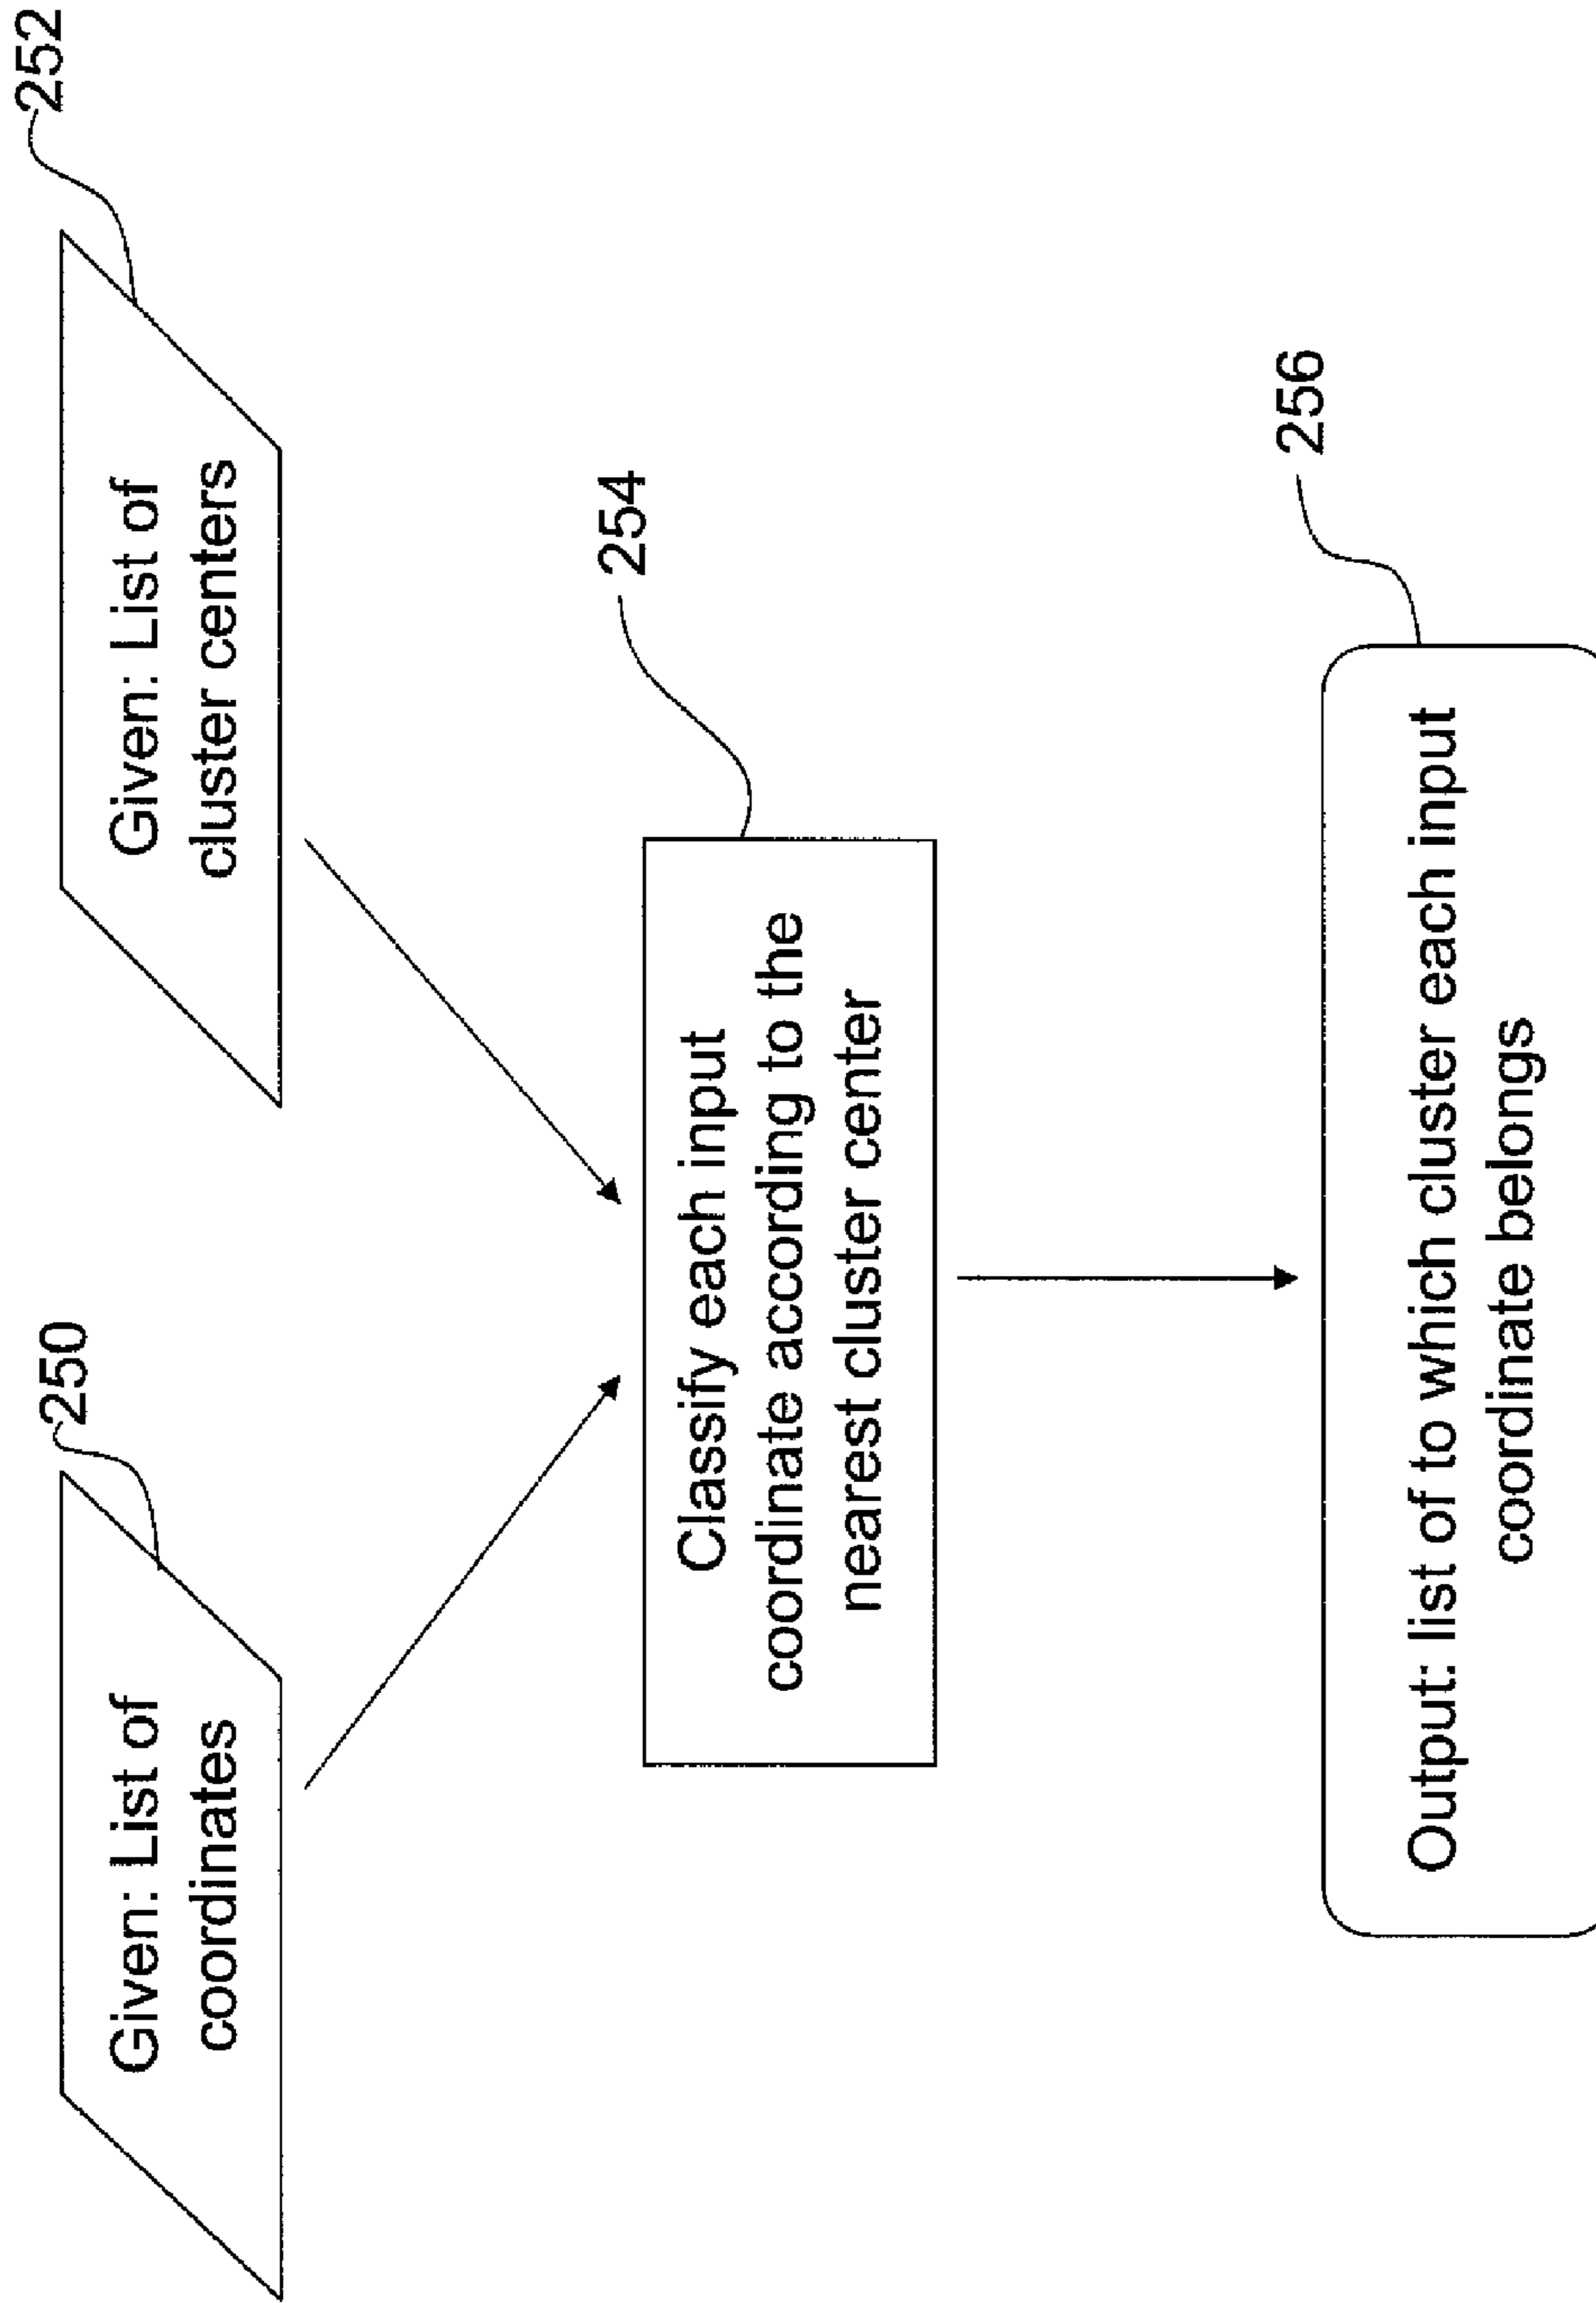 250
Given: List of
coordinates
252
Given: List of
cluster centers
254
Classify each input
coordinate according to the
nearest cluster center
256
Output: list of to which cluster each input
coordinate belongs